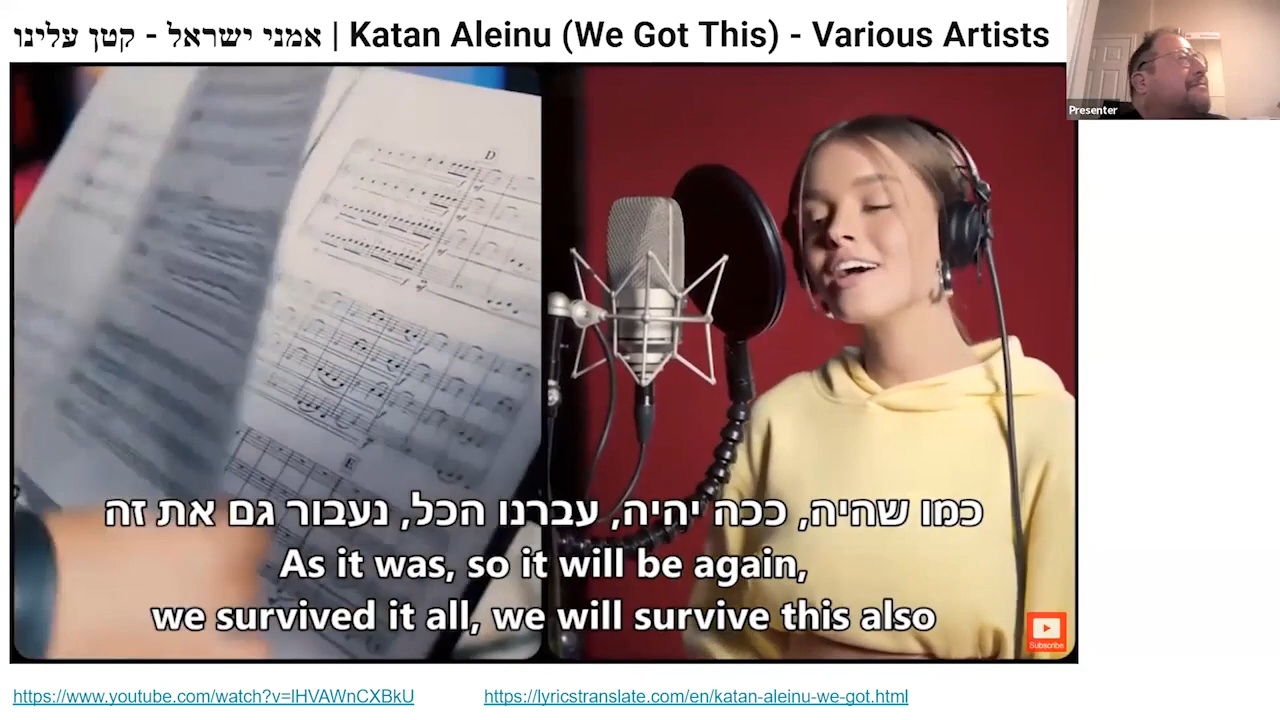 אמני ישראל - קטן עלינו | Katan Aleinu (We Got This) - Various Artists
Presenter
D
E
כמו שהיה, ככה יהיה, עברנו הכל, נעבור גם את זה
As it was, so it will be again,
we survived it all, we will survive this also
Subscribe
https://www.youtube.com/watch?v=lHVAWnCXBkU
https://lyricstranslate.com/en/katan-aleinu-we-got.html